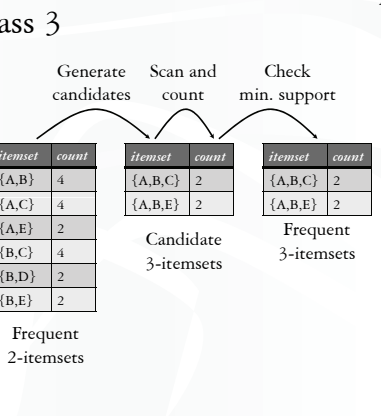 ass 3
Generate candidates
Scan and count
Check min. support
itemset count
{A,B} 4
{A,C} 4
{A,E} 2
{B,C} 4
{B,D} 2
{B,E} 2
Frequent
2-itemsets
itemset count
{A,B,C} 2
{A,B,E} 2
Candidate
3-itemsets
itemset count
{A,B,C} 2
{A,B,E} 2
Frequent
3-itemsets